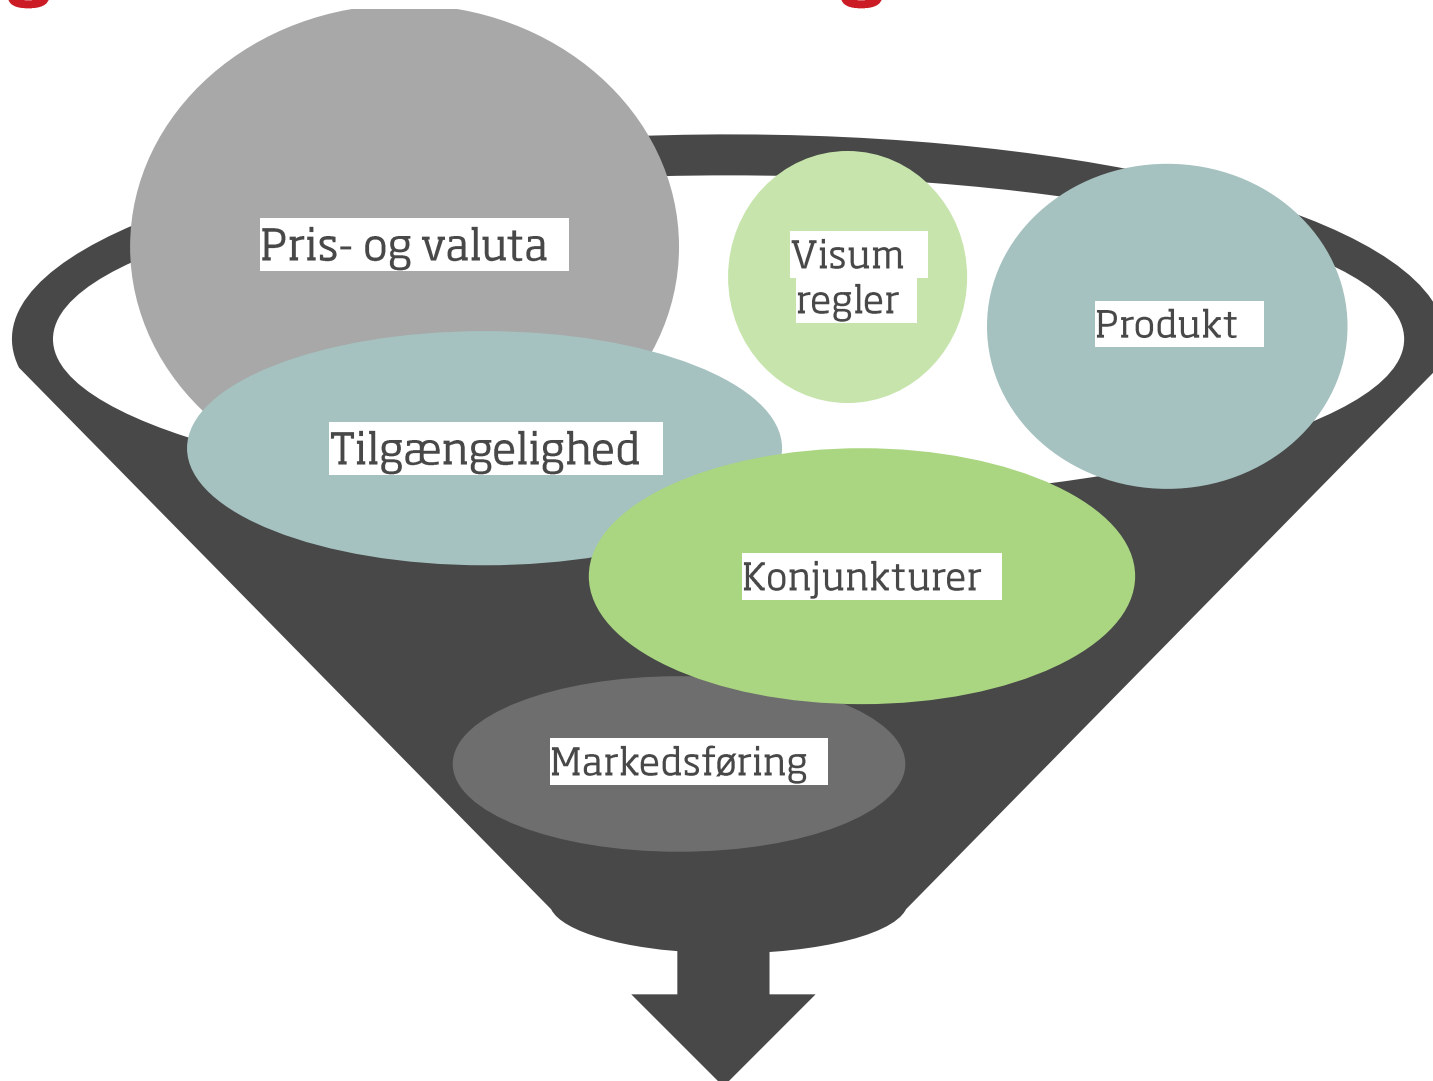 Pris- og valuta
Visum
regler
Produkt
Tilgængelighed
Konjunkturer
Markedsføring